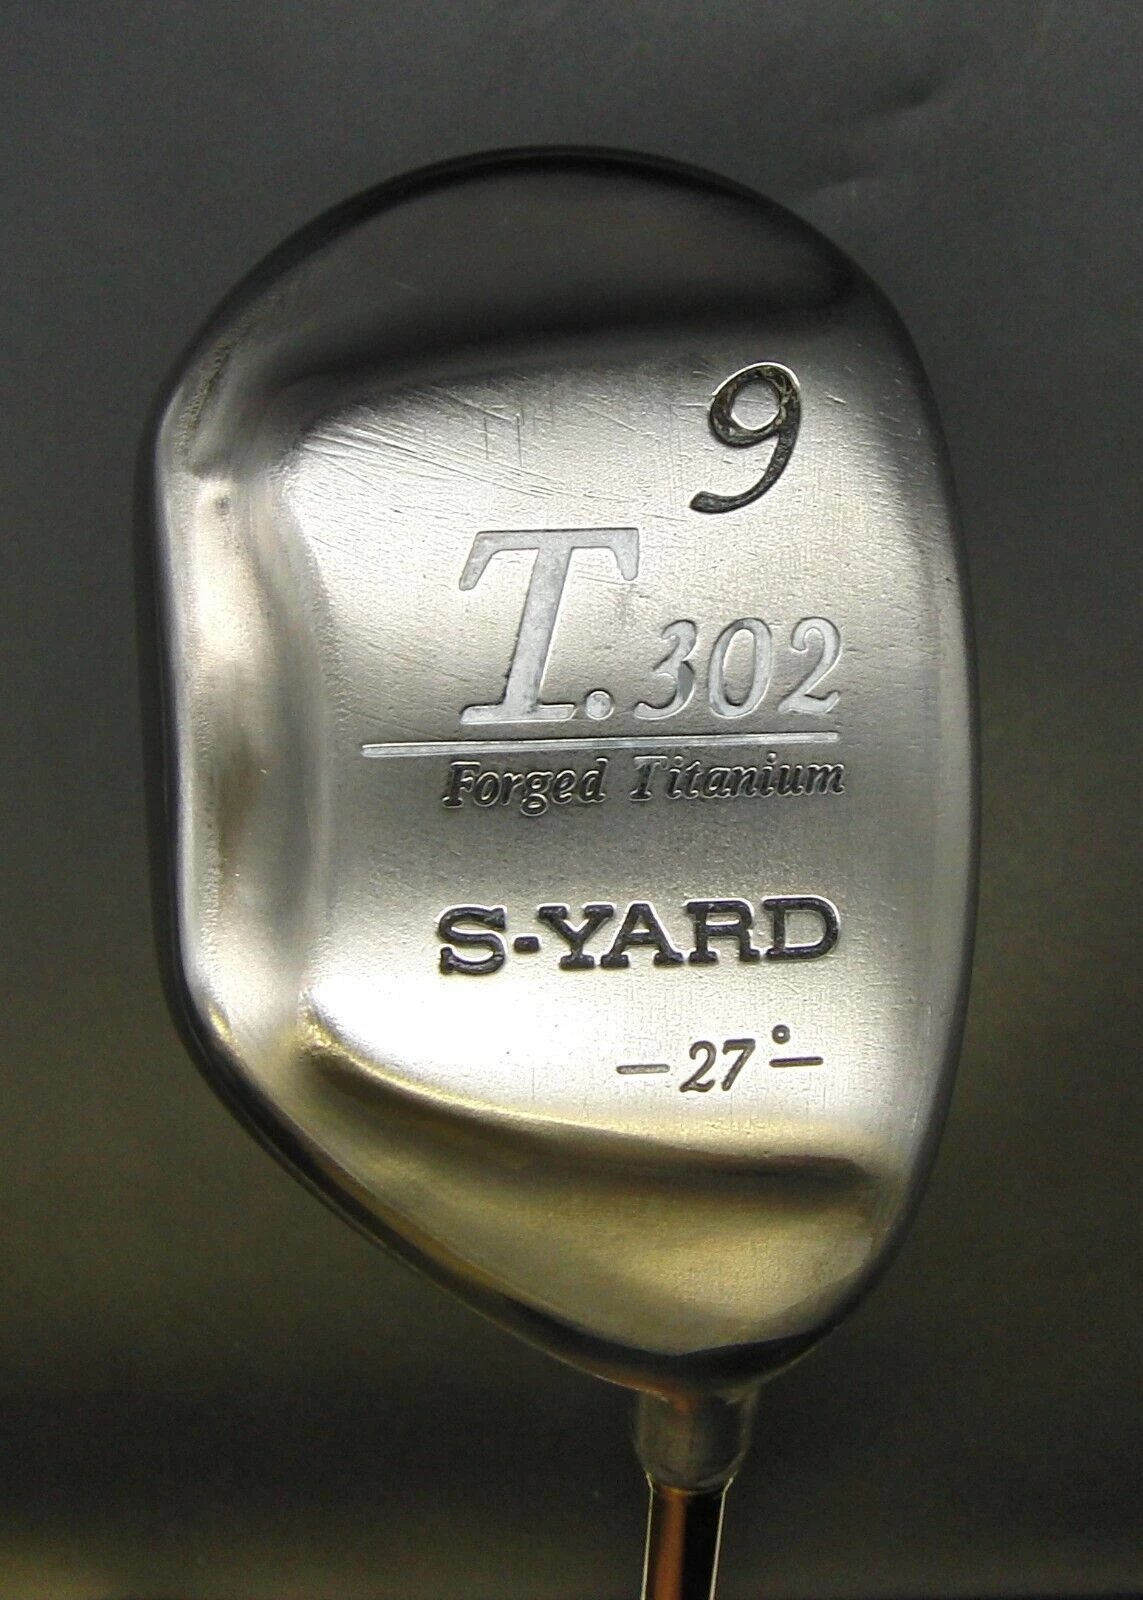 9
T.302
Forged Titanium
S-YARD
-27°-